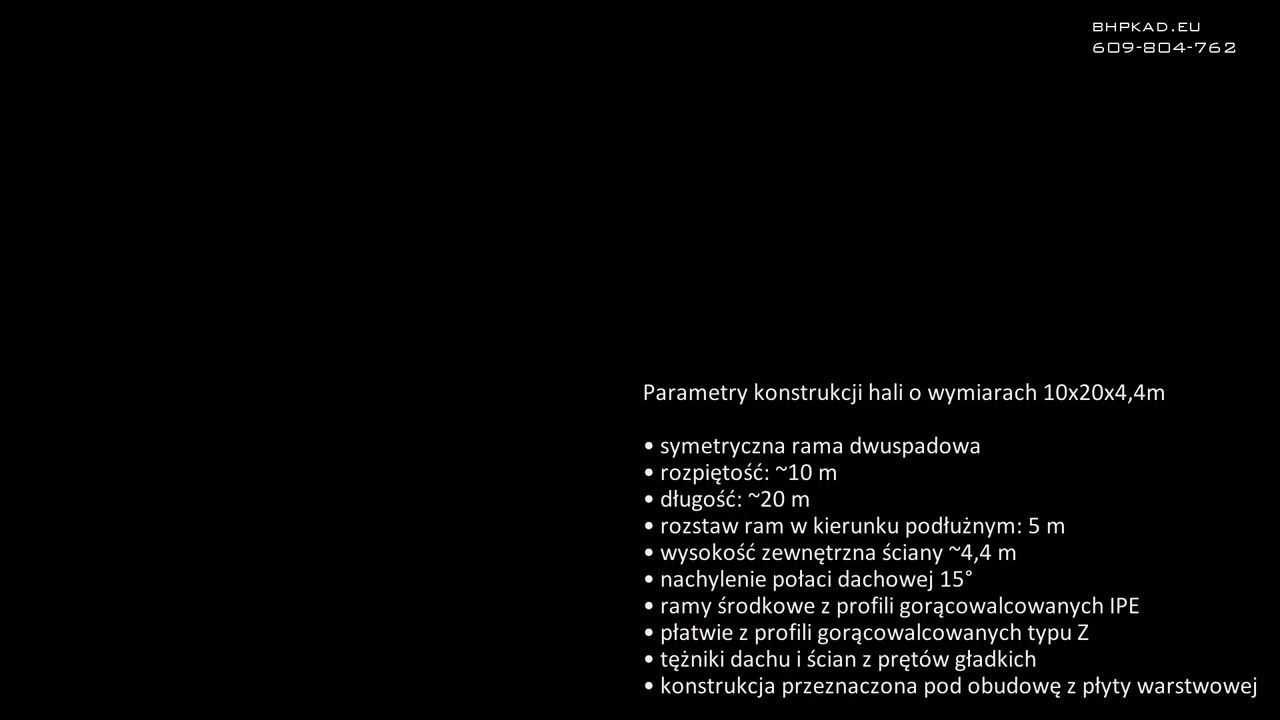 BHPKAD.EU
609-804-762
Parametry konstrukcji hali o wymiarach 10x20x4,4m
• symetryczna rama dwuspadowa
• rozpiętość: ~10 m
• długość: ~20 m
• rozstaw ram w kierunku podłużnym: 5 m
• wysokość zewnętrzna ściany ~4,4 m
• nachylenie połaci dachowej 15°
• ramy środkowe z profili gorącowalcowanych IPE
• płatwie z profili gorącowalcowanych typu Z
• tężniki dachu i ścian z prętów gładkich
• konstrukcja przeznaczona pod obudowę z płyty warstwowej